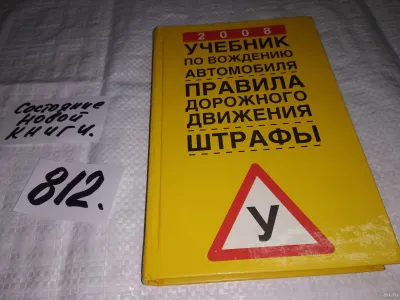 Состояние
новой
книги.
812.
2008
УЧЕБНИК
ПО ВОЖДЕНИЮ
АВТОМОБИЛЯ
ПРАВИЛА
ДОРОЖНОГО
ДВИЖЕНИЯ
ШТРАФЫ
У